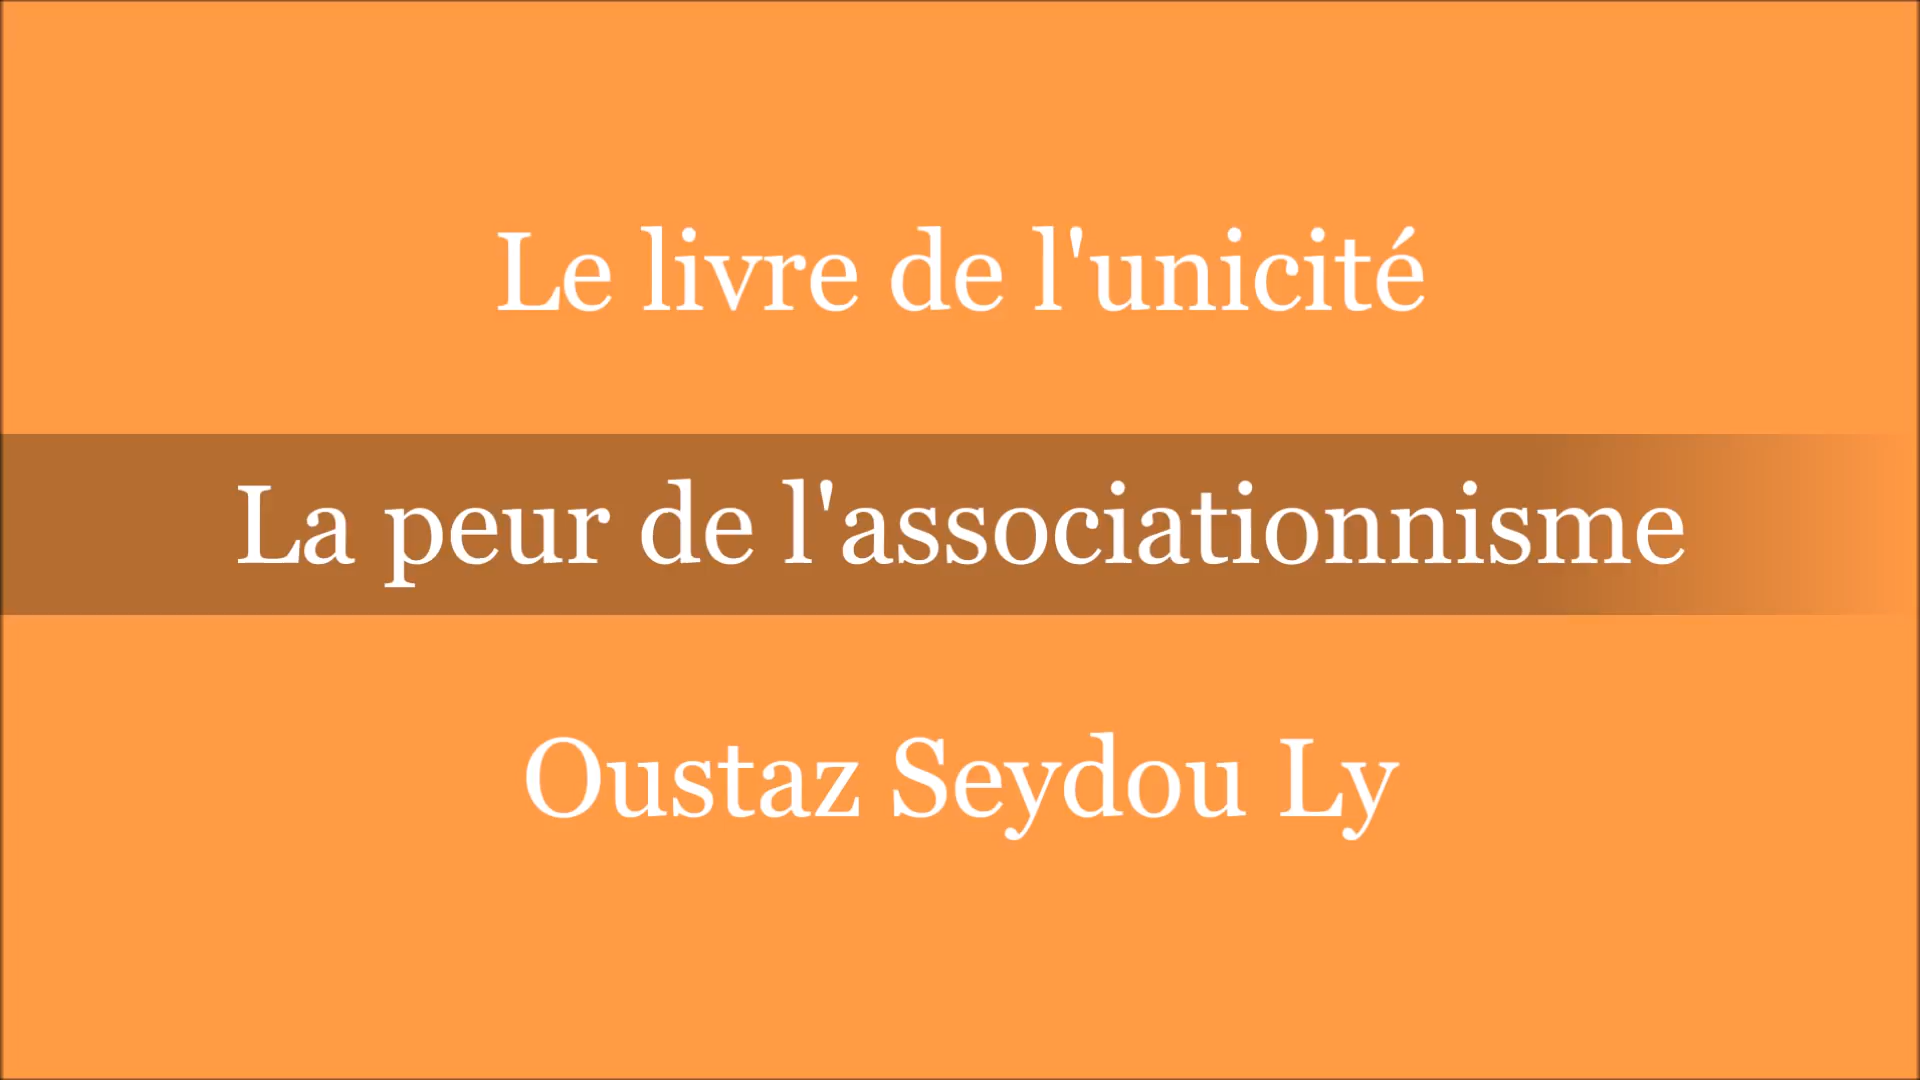 Le livre de l'unicité
La peur de l'associationnisme
Oustaz Seydou Ly